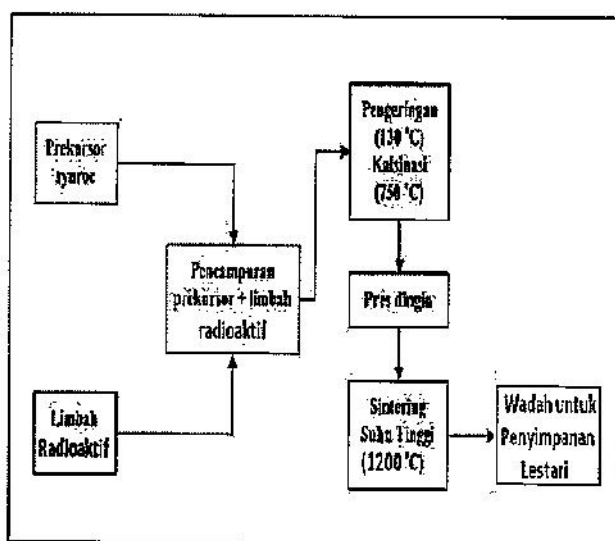 Prekursor
synroc
Limbah
Radioaktif
Pencampuran
prekursor + limbah
radioaktif
Pengeringan
(130 °C)
Kalsinasi
(750 °C)
Pres dingin
Sintering
Suhu Tinggi
(1200 °C)
Wadah untuk
Penyimpanan
Lestari